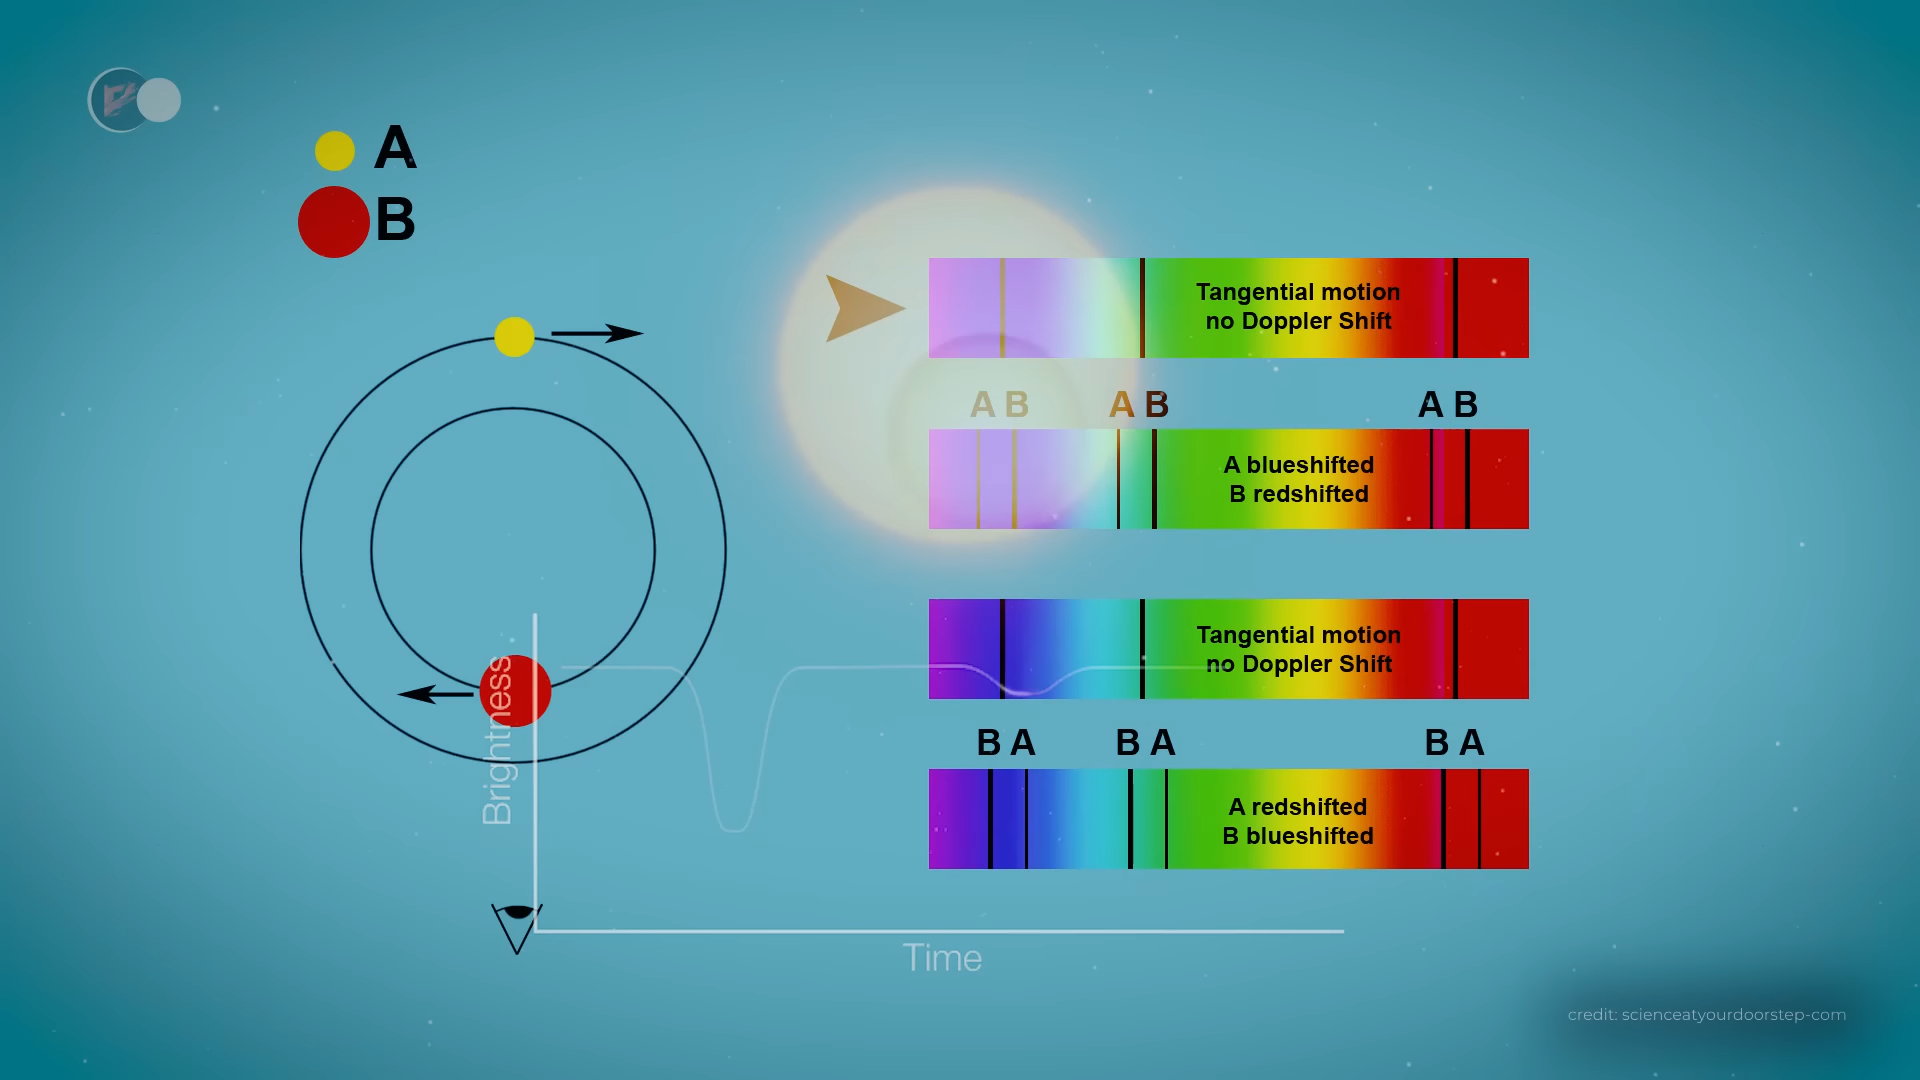 A
B
Tangential motion
no Doppler Shift
A B A B A B
A blueshifted
B redshifted
Tangential motion
no Doppler Shift
B A B A B A
A redshifted
B blueshifted
Brightness
Time
credit: scienceatyourdoorstep-com